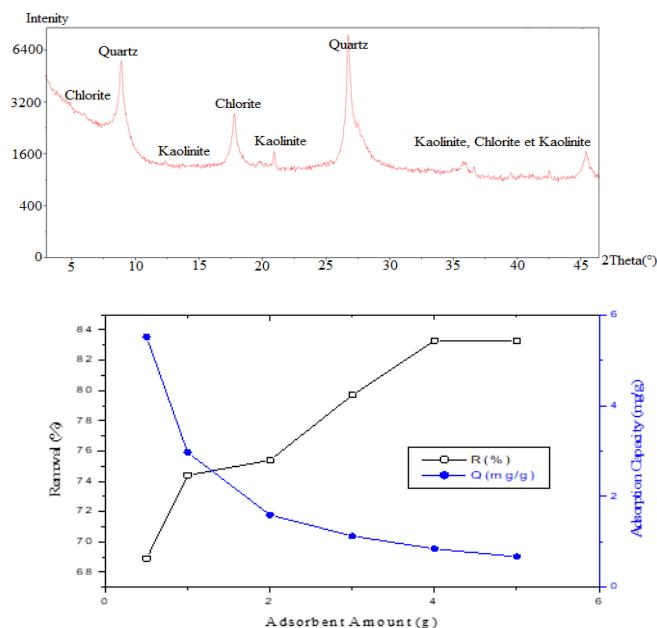 Intenity
6400
3200
1600
400
0
Quartz
Quartz
Chlorite
Chlorite
Kaolinite
Kaolinite
Kaolinite, Chlorite et Kaolinite
5 10 15 20 25 30 35 40 45
2Theta(°)
84
82
80
78
76
74
72
70
68
Removal (%)
R (%)
Q (mg/g)
6
4
2
0
Adsorption Capacity (mg/g)
0 2 4 6
Adsorbent Amount (g)